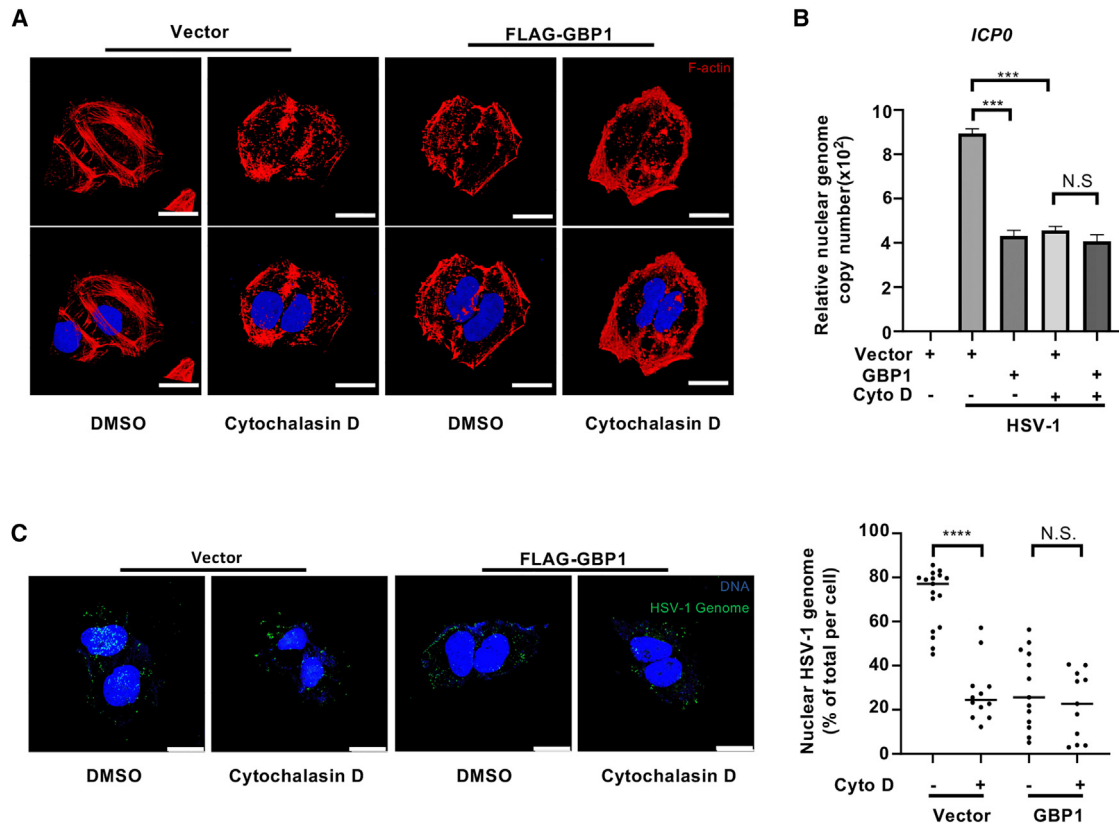 A
Vector
FLAG-GBP1
F-actin
DMSO
Cytochalasin D
DMSO
Cytochalasin D
B
ICP0
***
***
N.S
Relative nuclear genome
copy number(x10²)
10
8
6
4
2
0
Vector + + +
GBP1 + +
Cyto D - - - + +
HSV-1
C
Vector
FLAG-GBP1
DNA
HSV-1 Genome
DMSO
Cytochalasin D
DMSO
Cytochalasin D
****
N.S.
Nuclear HSV-1 genome
(% of total per cell)
100
80
60
40
20
0
Cyto D - + - +
Vector GBP1